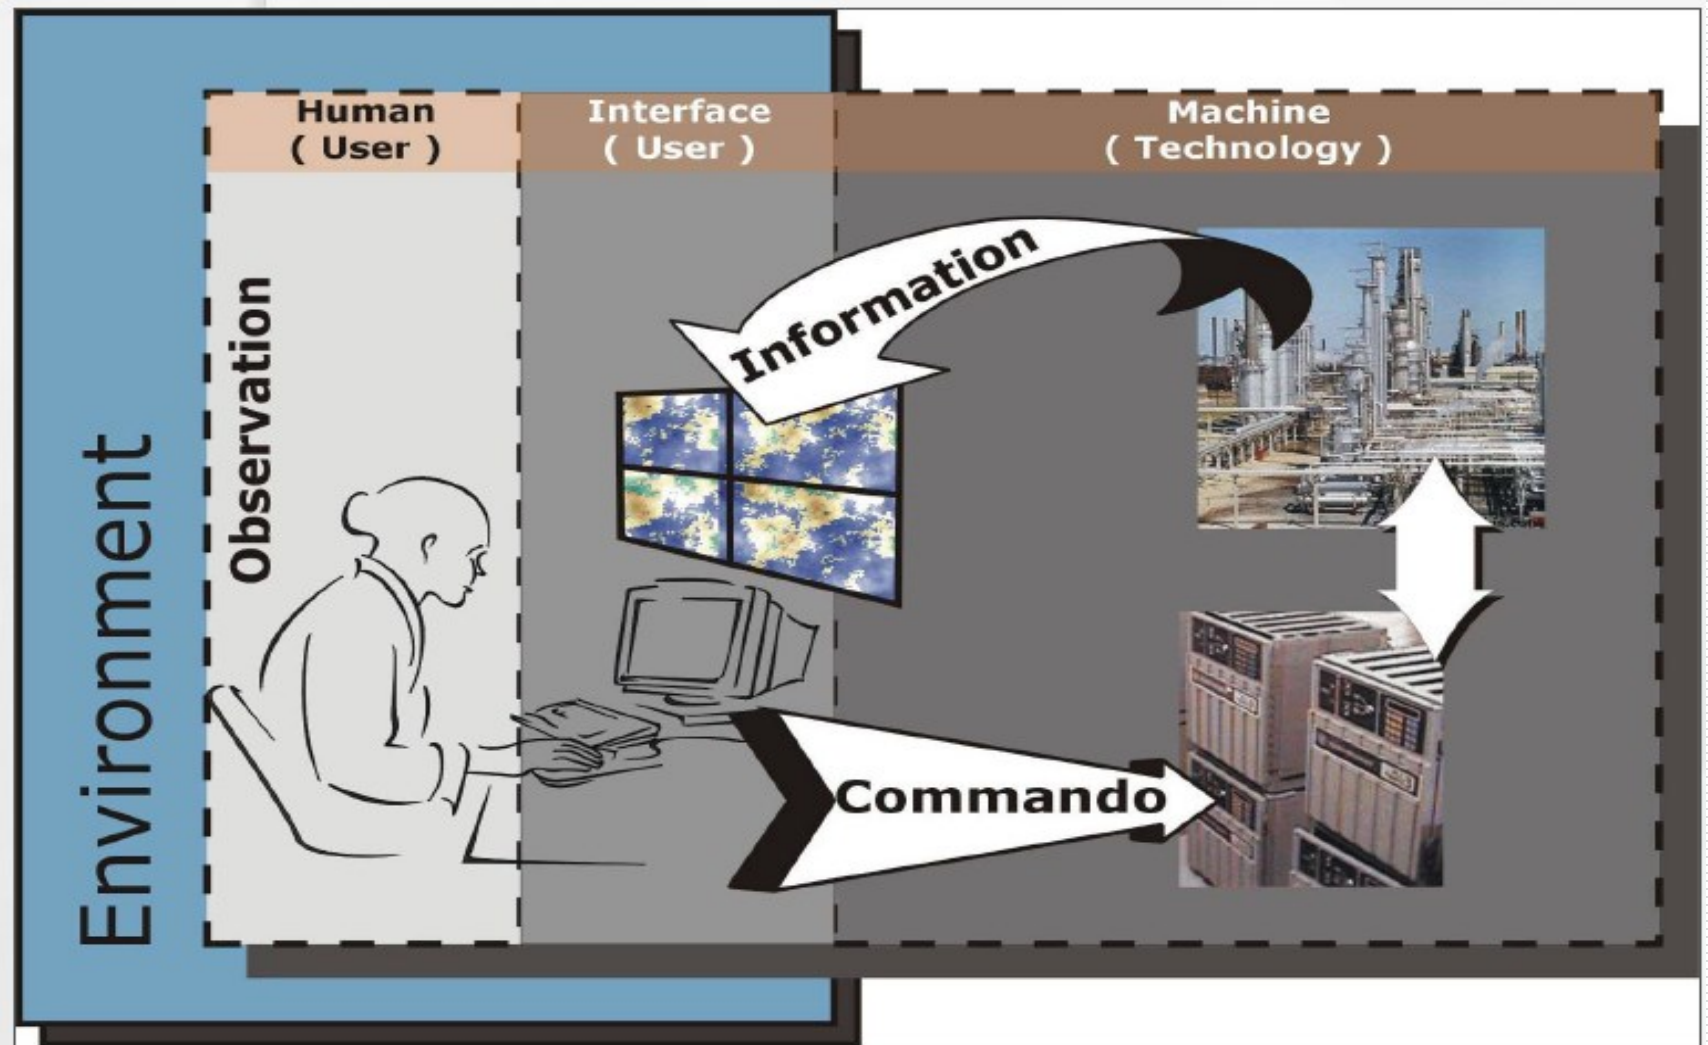 Human
( User )
Interface
( User )
Machine
( Technology )
Environment
Observation
Information
Commando